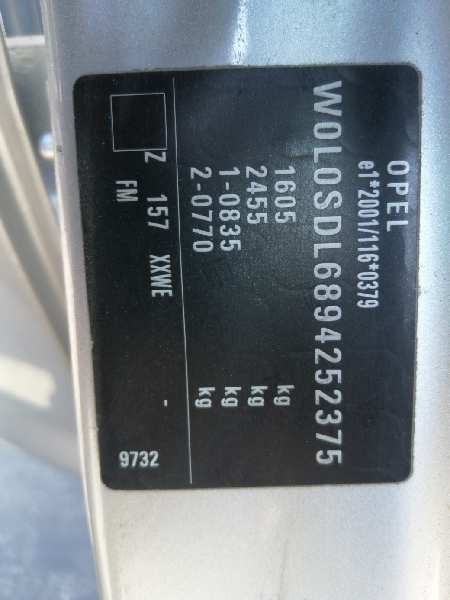 OPEL
e1*2001/116*0379
W0L0SDL6894252375
1605 kg
2455 kg
1-0835 kg
2-0770 kg
Z 157 XXWE -
FM 9732